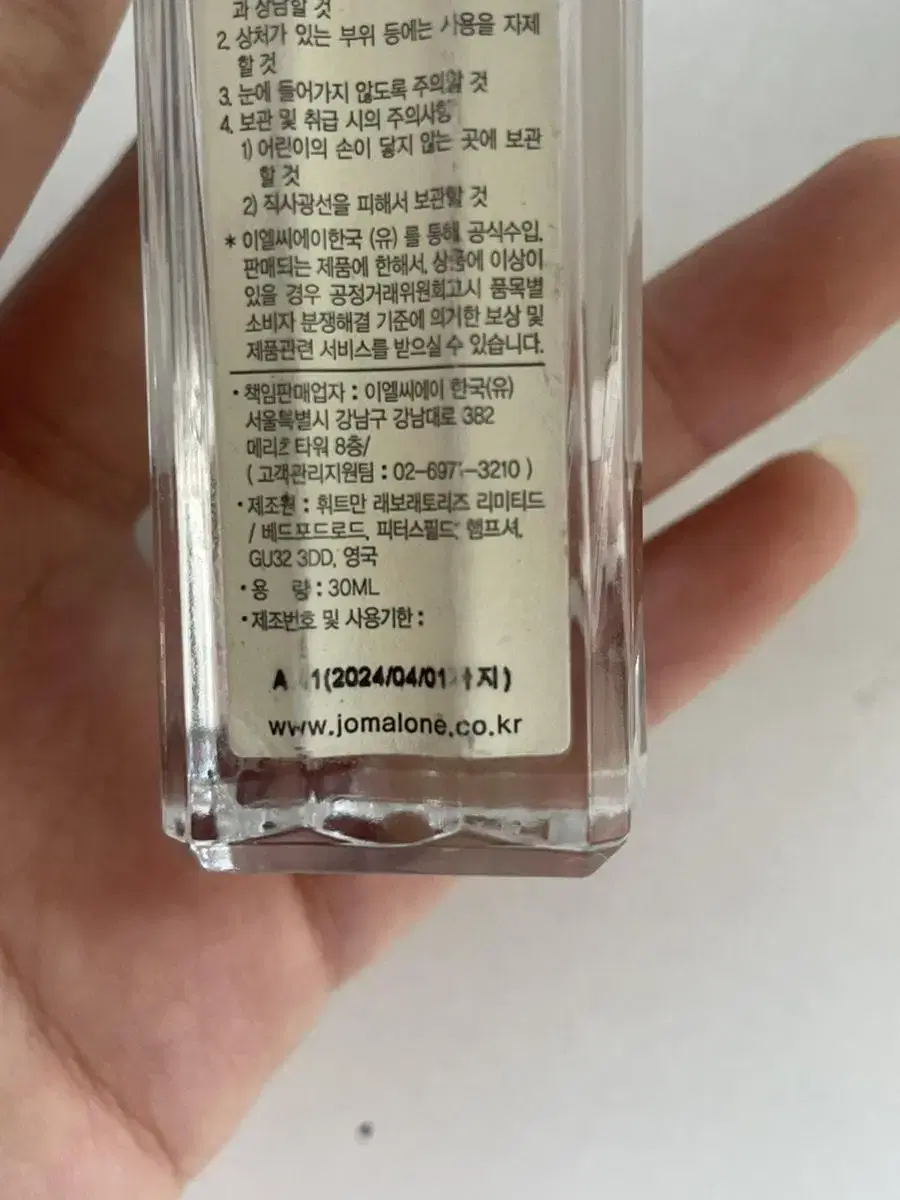 과 상담할 것
2. 상처가 있는 부위 등에는 사용을 자제
할 것
3. 눈에 들어가지 않도록 주의할 것
4. 보관 및 취급 시의 주의사항
1) 어린이의 손이 닿지 않는 곳에 보관
할 것
2) 직사광선을 피해서 보관할 것
* 이엘씨에이한국 (유) 를 통해 공식수입,
판매되는 제품에 한해서, 상품에 이상이
있을 경우 공정거래위원회고시 품목별
소비자 분쟁해결 기준에 의거한 보상 및
제품관련 서비스를 받으실 수 있습니다.
• 책임판매업자 : 이엘씨에이 한국(유)
서울특별시 강남구 강남대로 382
메리츠 타워 8층/
( 고객관리지원팀 : )
• 제조원 : 휘트만 래보래토리즈 리미티드
/ 베드포드로드, 피터스필드, 햄프셔,
GU32 3DD, 영국
• 용 량 : 30ML
• 제조번호 및 사용기한 :
(2024/04/01까지)
www.jomalone.co.kr